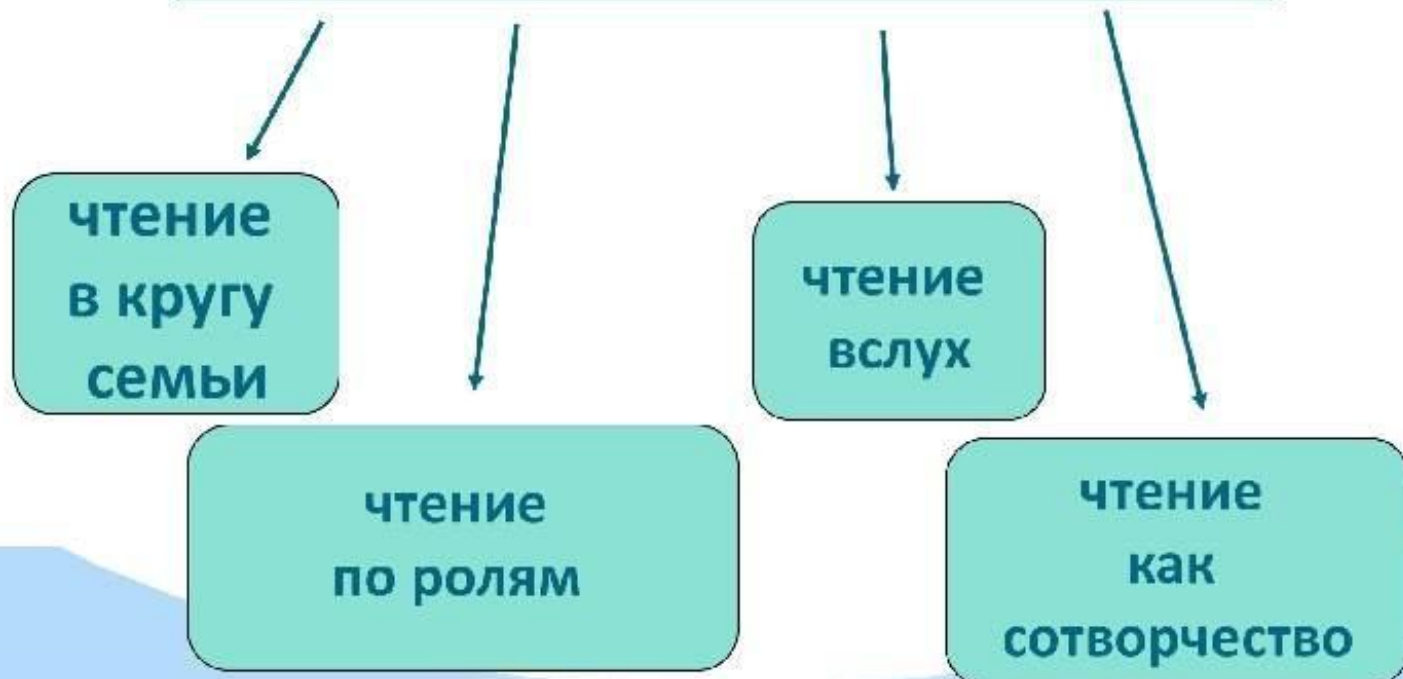 чтение
в кругу
семьи
чтение
по ролям
чтение
вслух
чтение
как
сотворчество